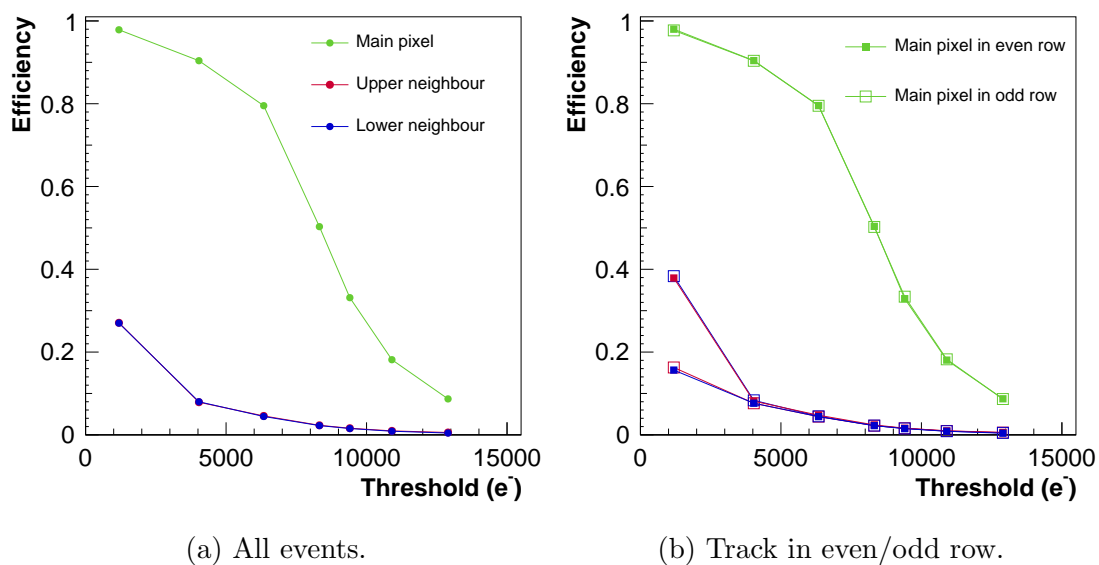 Efficiency
1
0.8
0.6
0.4
0.2
0
Main pixel
Upper neighbour
Lower neighbour
0 5000 10000 15000
Threshold (e⁻)
(a) All events.
Efficiency
1
0.8
0.6
0.4
0.2
0
Main pixel in even row
Main pixel in odd row
0 5000 10000 15000
Threshold (e⁻)
(b) Track in even/odd row.